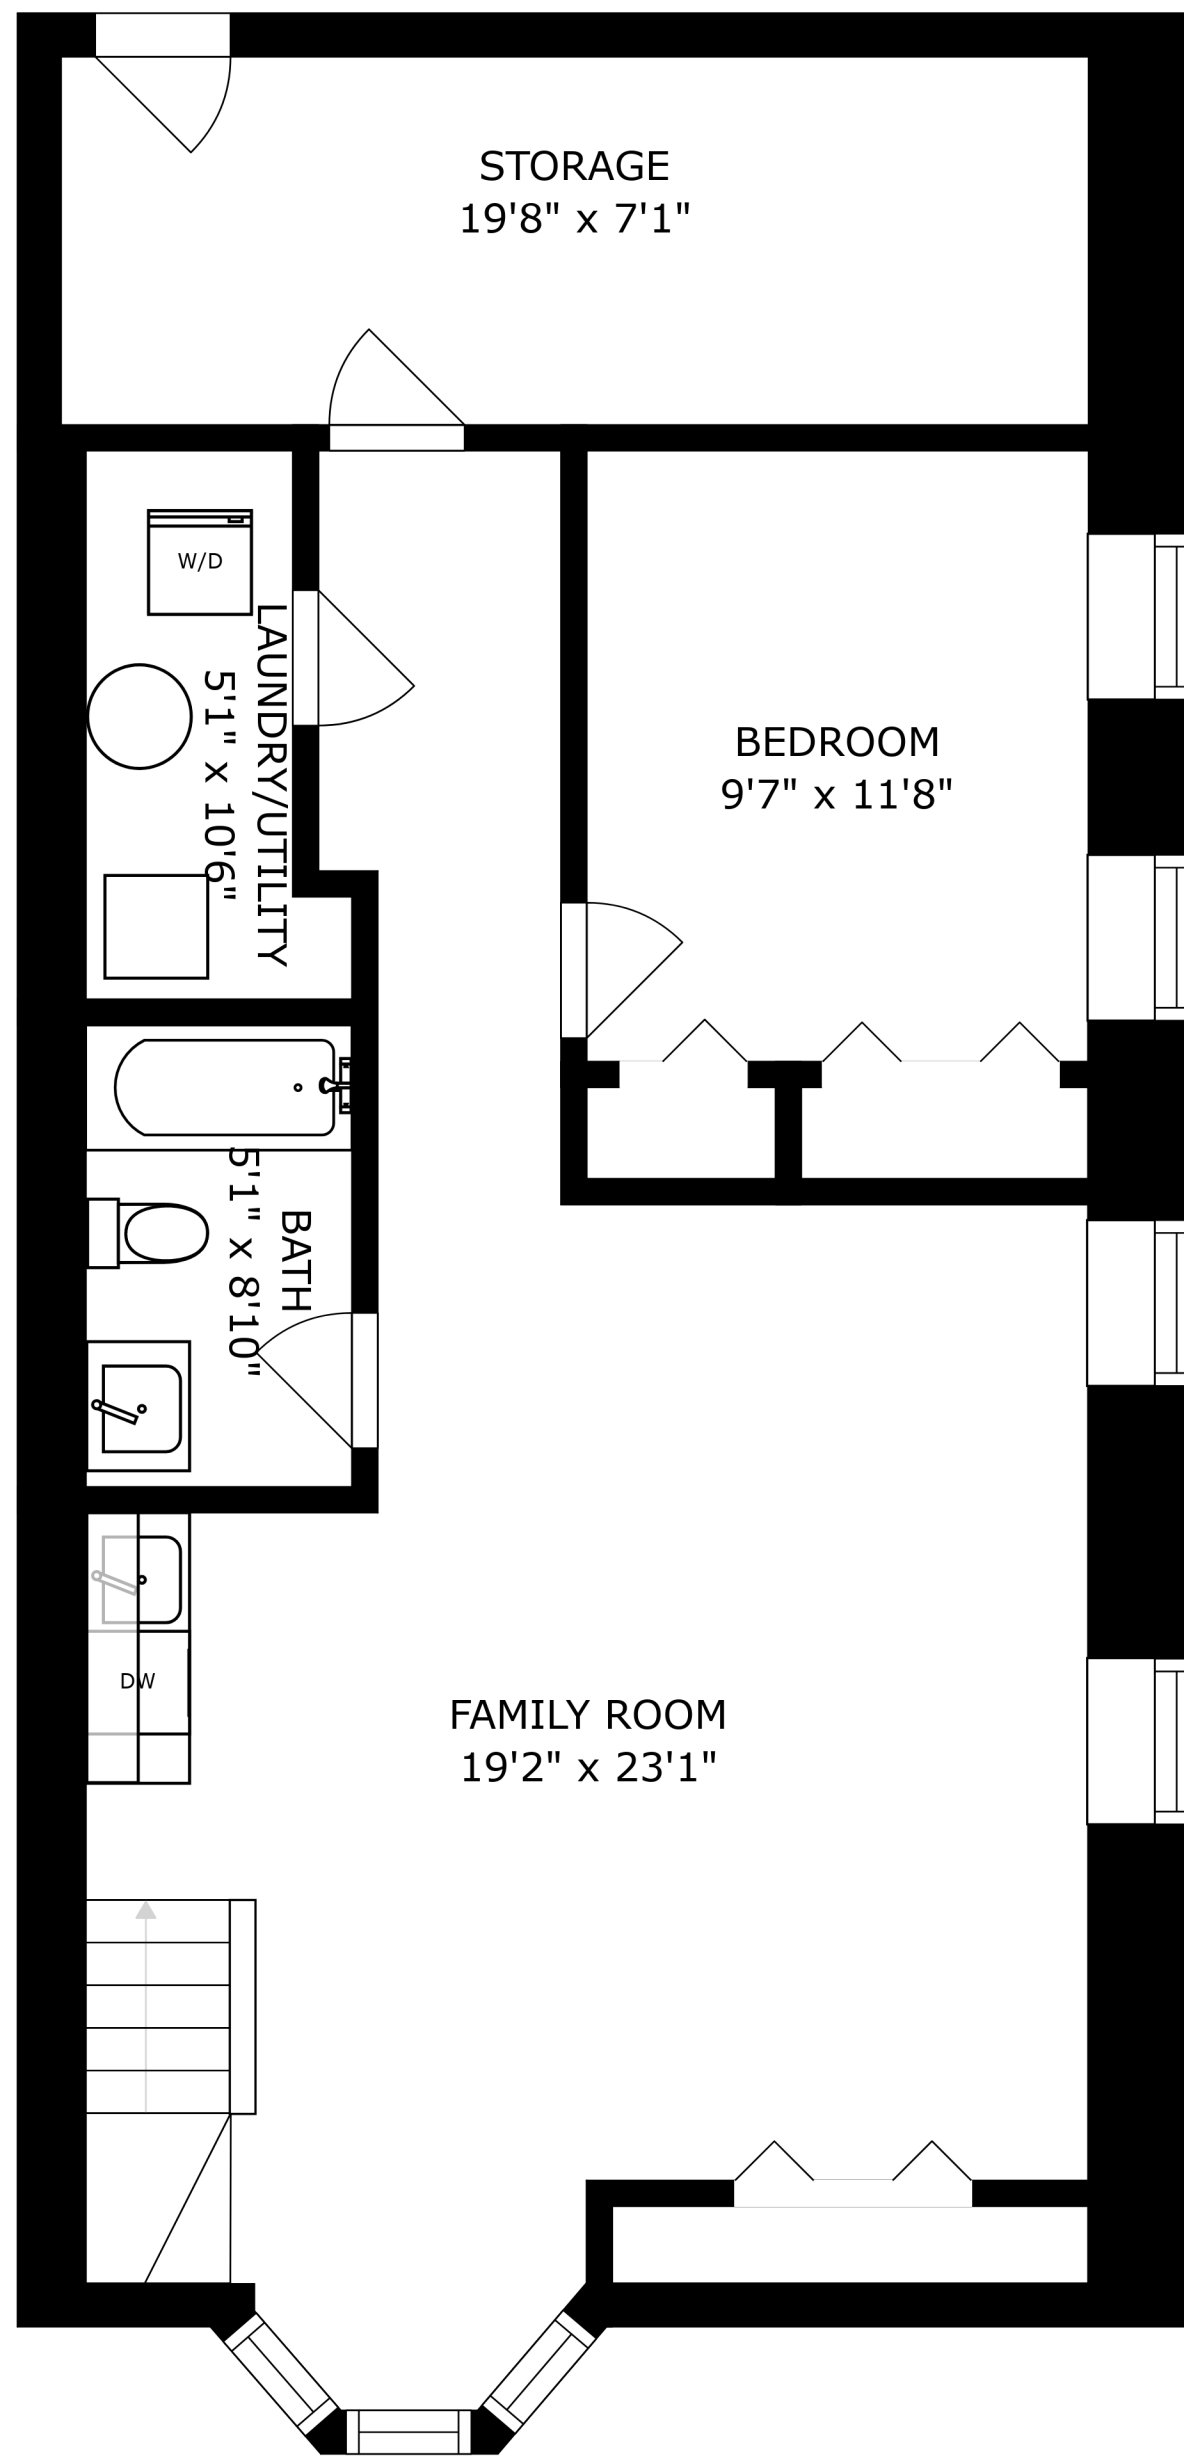 STORAGE
19'8" x 7'1"
W/D
LAUNDRY/UTILITY
5'1" x 10'6"
BEDROOM
9'7" x 11'8"
BATH
5'1" x 8'10"
DW
FAMILY ROOM
19'2" x 23'1"